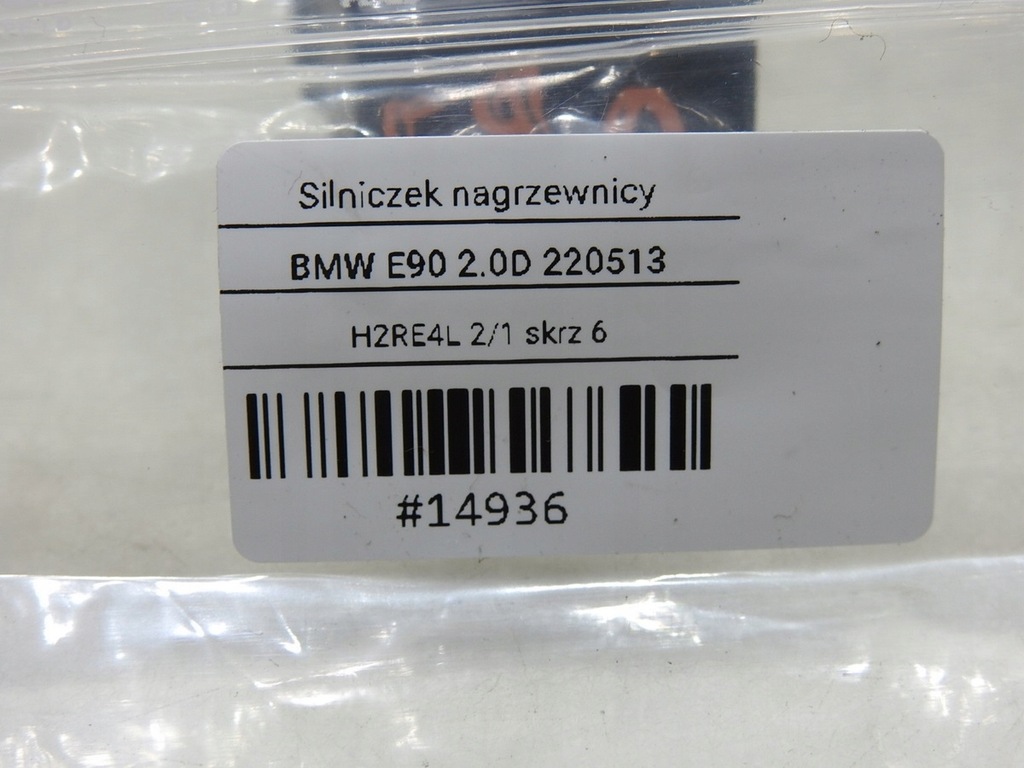 Silniczek nagrzewnicy
BMW E90 2.0D 220513
H2RE4L 2/1 skrz 6
#14936